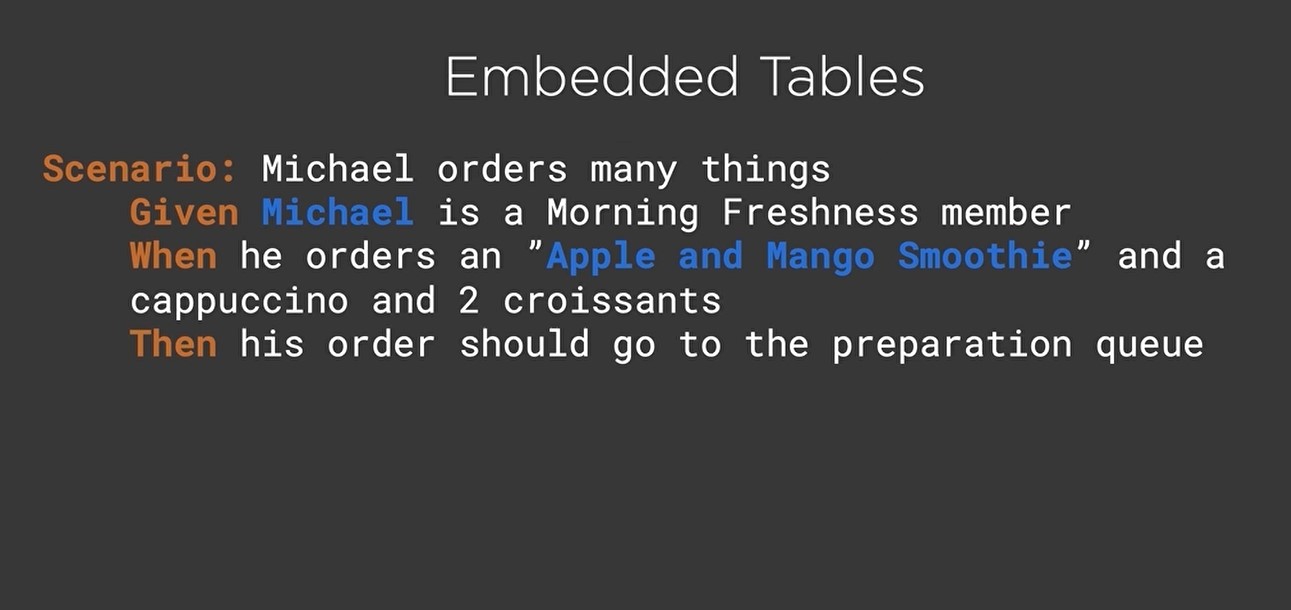 Embedded Tables
Scenario: Michael orders many things
Given Michael is a Morning Freshness member
When he orders an ”Apple and Mango Smoothie” and a
cappuccino and 2 croissants
Then his order should go to the preparation queue